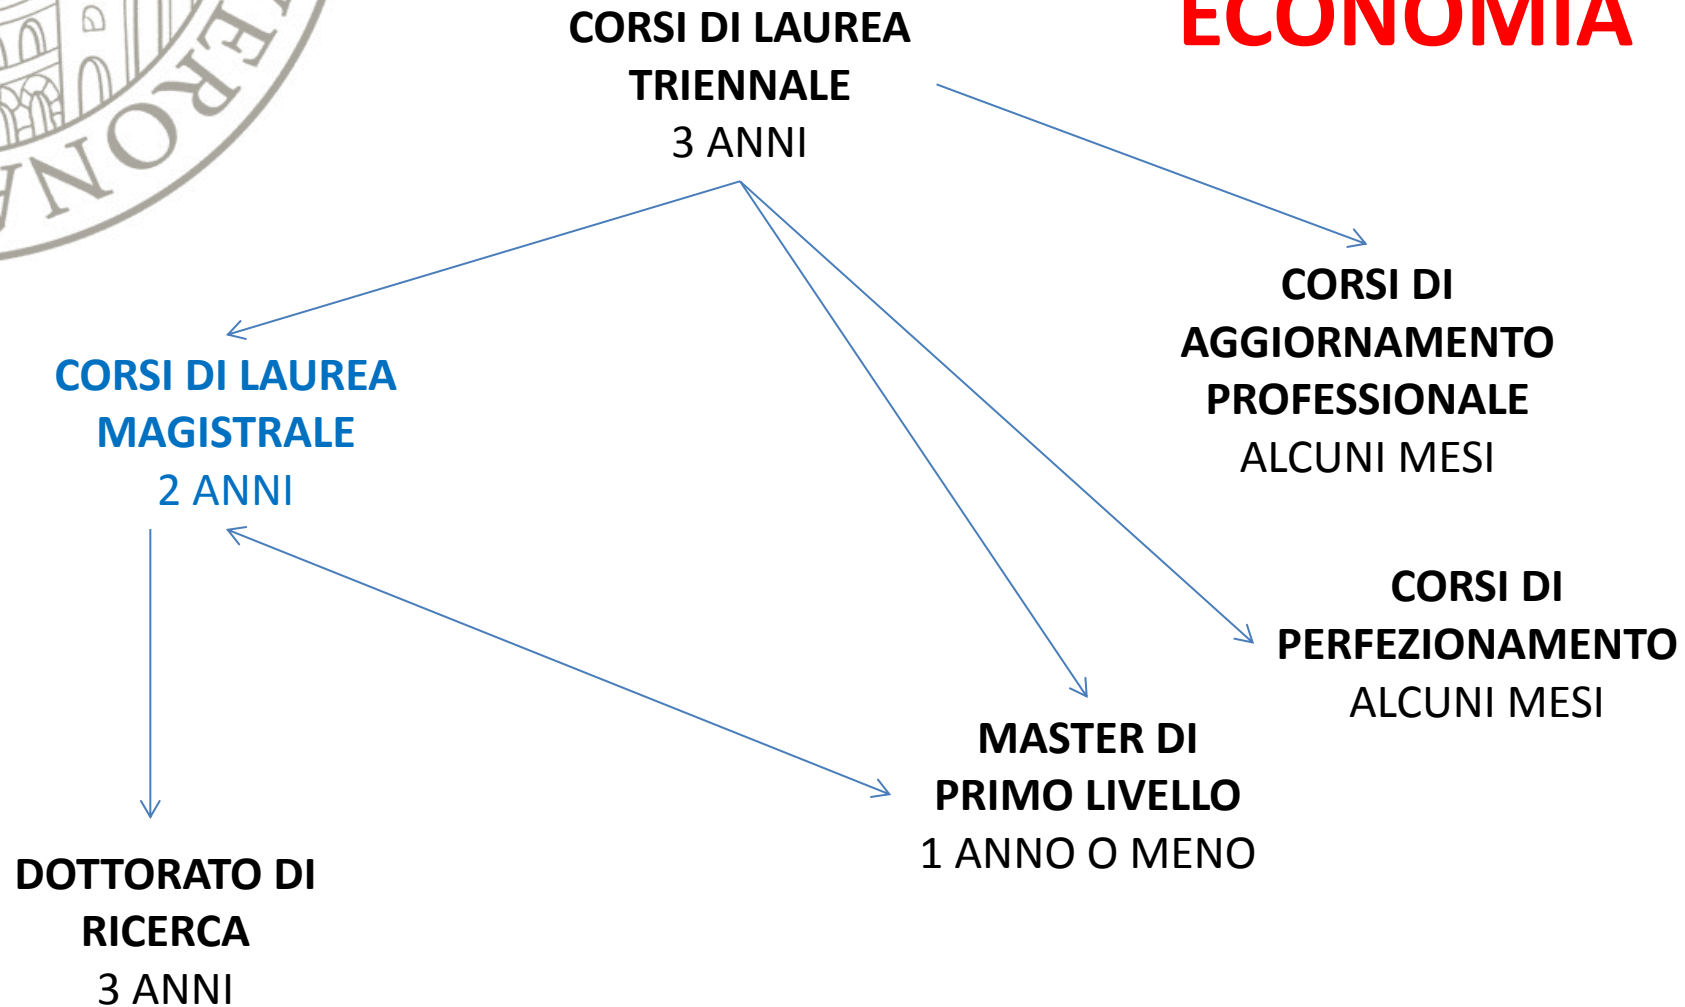 ECONOMIA
CORSI DI LAUREA
TRIENNALE
3 ANNI
CORSI DI
AGGIORNAMENTO
PROFESSIONALE
ALCUNI MESI
CORSI DI LAUREA
MAGISTRALE
2 ANNI
CORSI DI
PERFEZIONAMENTO
ALCUNI MESI
MASTER DI
PRIMO LIVELLO
1 ANNO O MENO
DOTTORATO DI
RICERCA
3 ANNI